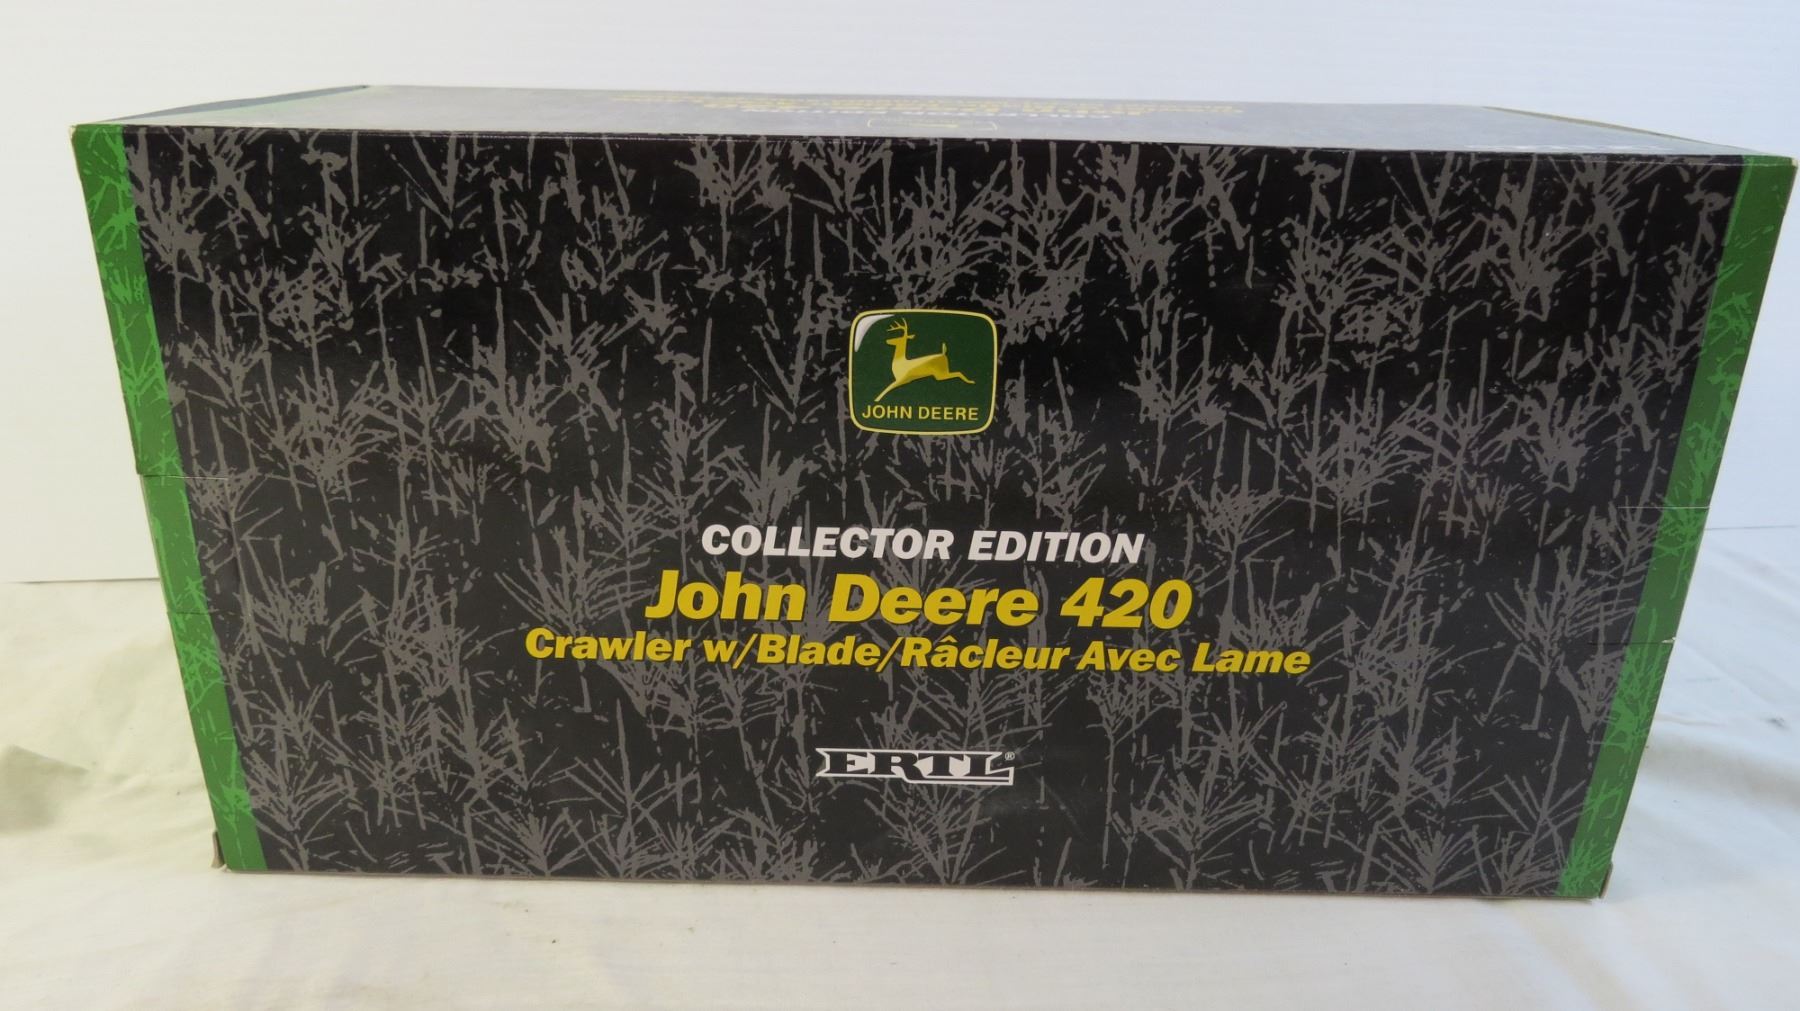 JOHN DEERE
COLLECTOR EDITION
John Deere 420
Crawler w/Blade/Râcleur Avec Lame
ERTL®